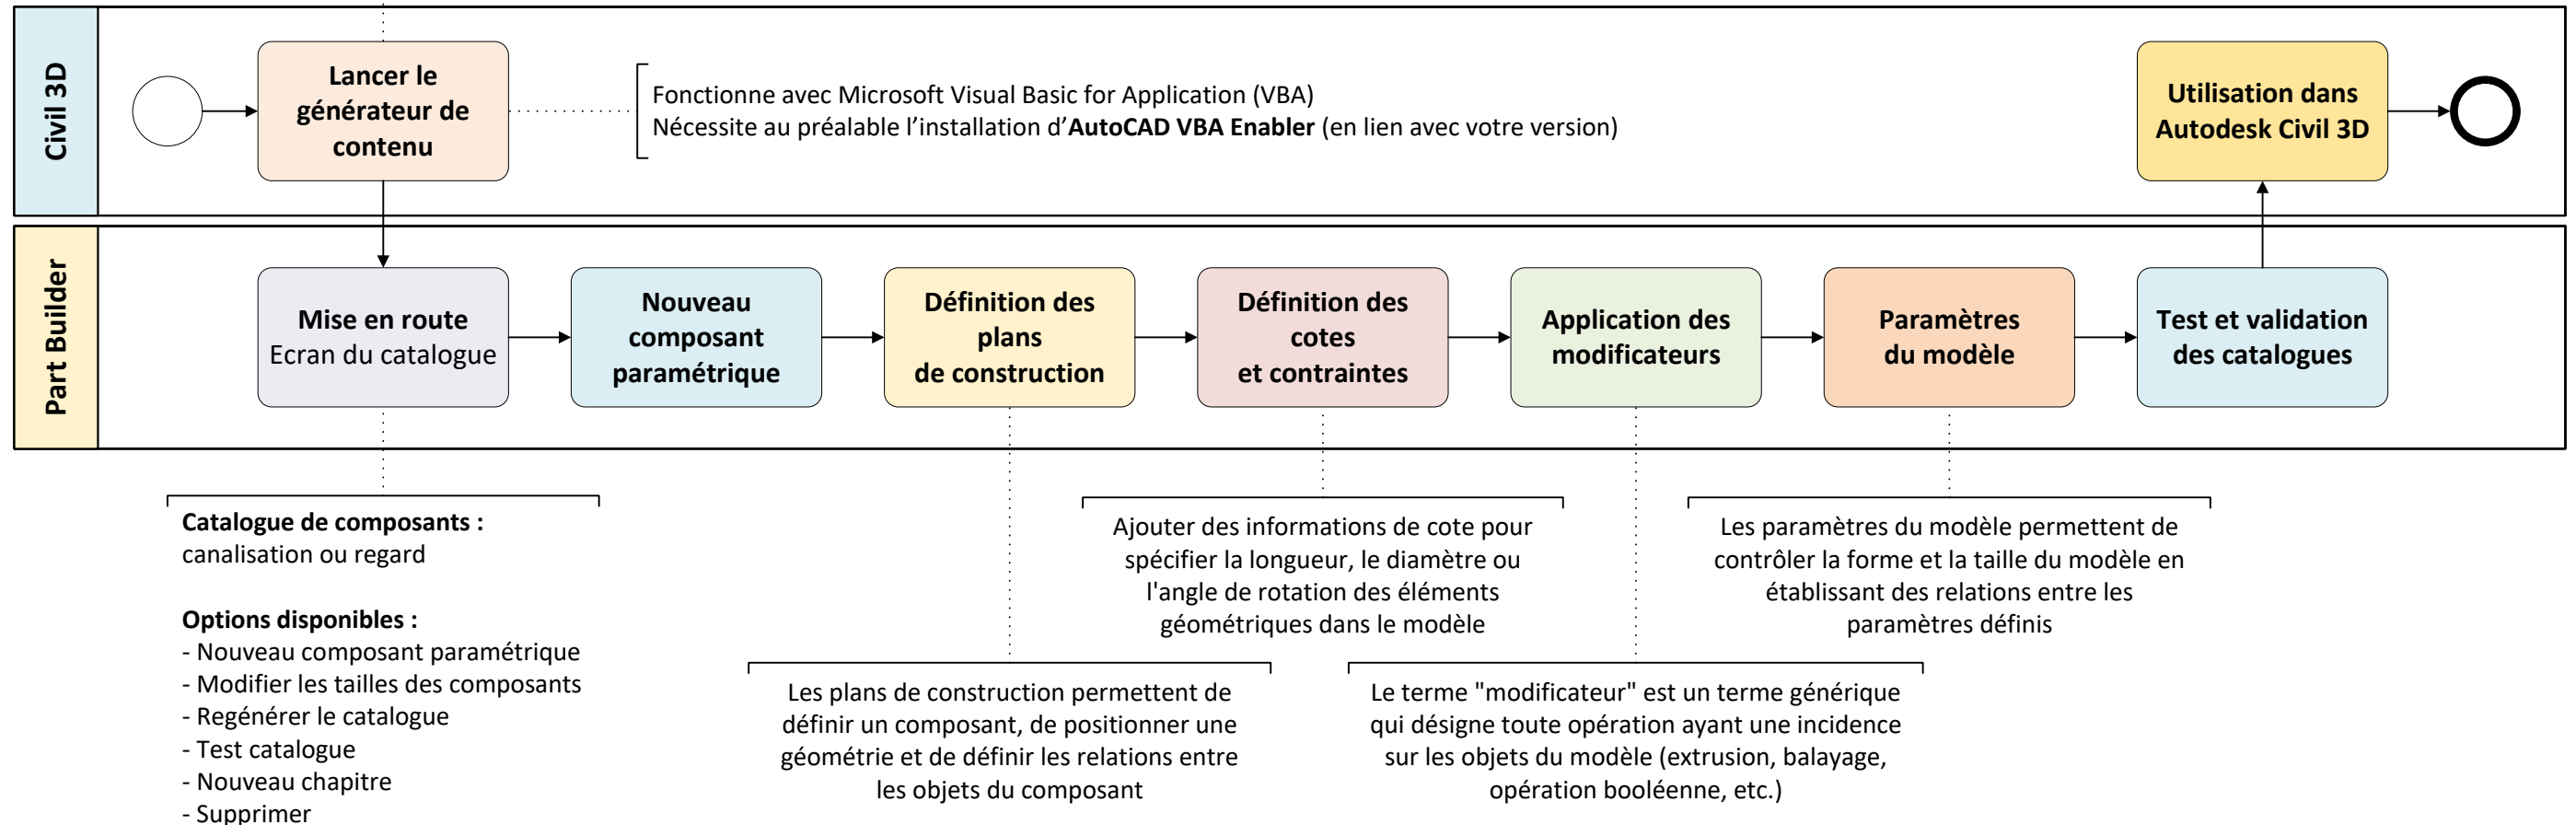 Civil 3D
Lancer le
générateur de
contenu
Fonctionne avec Microsoft Visual Basic for Application (VBA)
Nécessite au préalable l’installation d’AutoCAD VBA Enabler (en lien avec votre version)
Utilisation dans
Autodesk Civil 3D
Part Builder
Mise en route
Ecran du catalogue
Nouveau
composant
paramétrique
Définition des
plans
de construction
Définition des
cotes
et contraintes
Application des
modificateurs
Paramètres
du modèle
Test et validation
des catalogues
Catalogue de composants :
canalisation ou regard
Options disponibles :
- Nouveau composant paramétrique
- Modifier les tailles des composants
- Regénérer le catalogue
- Test catalogue
- Nouveau chapitre
- Supprimer
Les plans de construction permettent de
définir un composant, de positionner une
géométrie et de définir les relations entre
les objets du composant
Ajouter des informations de cote pour
spécifier la longueur, le diamètre ou
l'angle de rotation des éléments
géométriques dans le modèle
Le terme "modificateur" est un terme générique
qui désigne toute opération ayant une incidence
sur les objets du modèle (extrusion, balayage,
opération booléenne, etc.)
Les paramètres du modèle permettent de
contrôler la forme et la taille du modèle en
établissant des relations entre les
paramètres définis